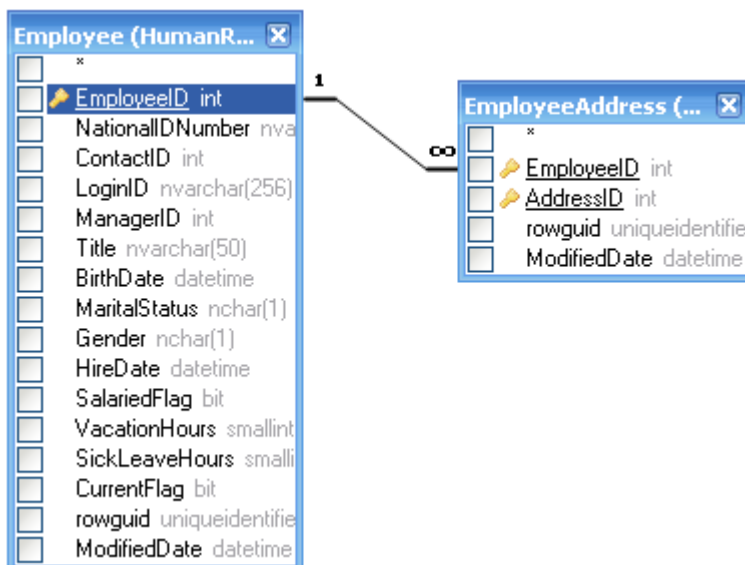 Employee (HumanR...
*
EmployeeID int
NationalIDNumber nva
ContactID int
LoginID nvarchar(256)
ManagerID int
Title nvarchar(50)
BirthDate datetime
MaritalStatus nchar(1)
Gender nchar(1)
HireDate datetime
SalariedFlag bit
VacationHours smallint
SickLeaveHours smalli
CurrentFlag bit
rowguid uniqueidentifie
ModifiedDate datetime
1
∞
EmployeeAddress (...
*
EmployeeID int
AddressID int
rowguid uniqueidentifie
ModifiedDate datetime